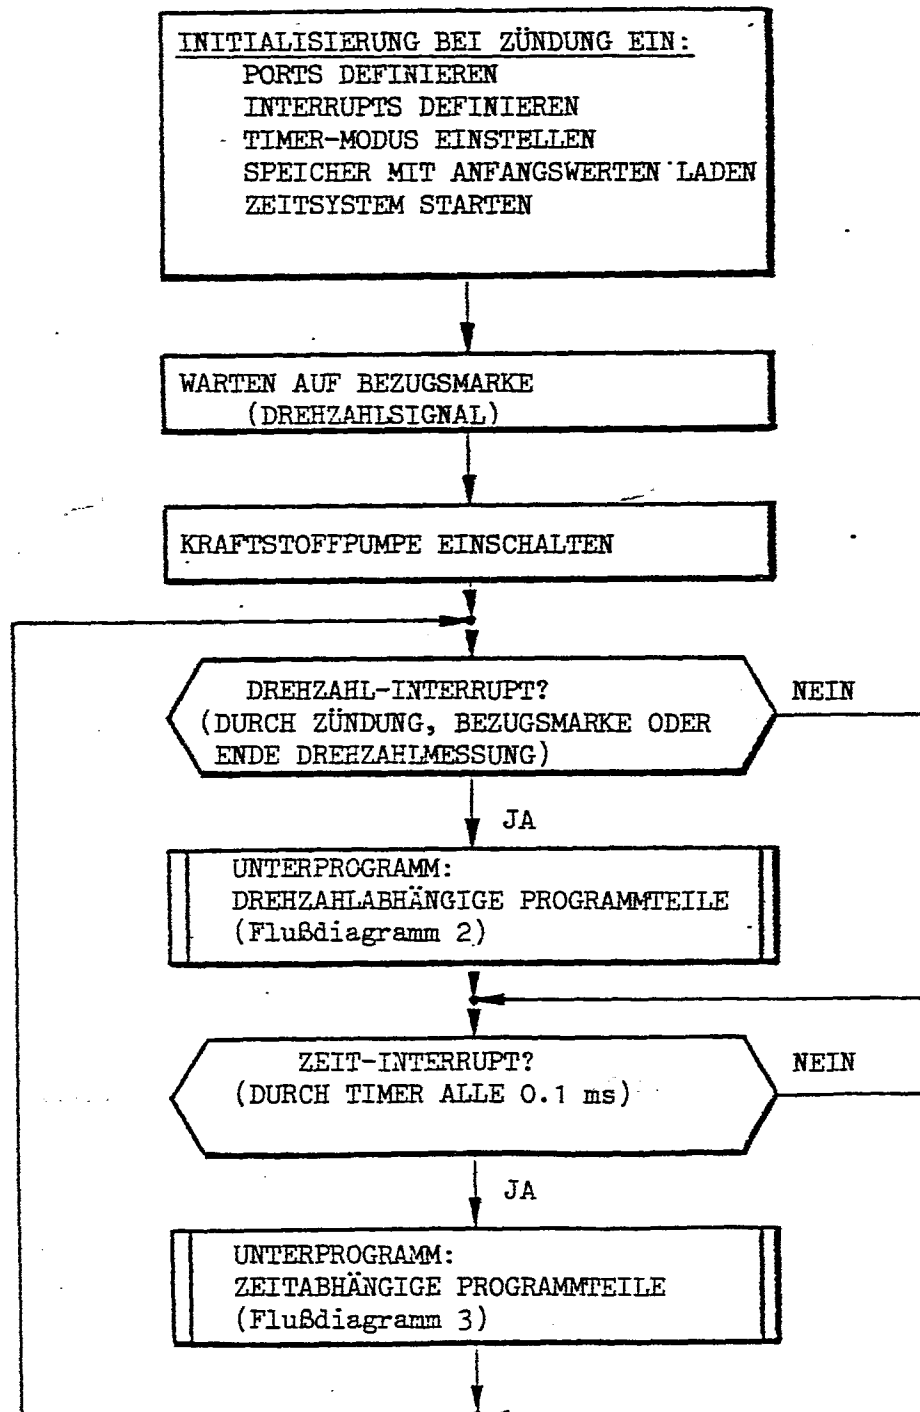 INITIALISIERUNG BEI ZÜNDUNG EIN:
PORTS DEFINIEREN
INTERRUPTS DEFINIEREN
TIMER-MODUS EINSTELLEN
SPEICHER MIT ANFANGSWERTEN LADEN
ZEITSYSTEM STARTEN
WARTEN AUF BEZUGSMARKE
(DREHZAHLSIGNAL)
KRAFTSTOFFPUMPE EINSCHALTEN
DREHZAHL-INTERRUPT?
NEIN
(DURCH ZÜNDUNG, BEZUGSMARKE ODER
ENDE DREHZAHLMESSUNG)
JA
UNTERPROGRAMM:
DREHZAHLABHÄNGIGE PROGRAMMTEILE
(Flußdiagramm 2)
ZEIT-INTERRUPT?
NEIN
(DURCH TIMER ALLE 0.1 ms)
JA
UNTERPROGRAMM:
ZEITABHÄNGIGE PROGRAMMTEILE
(Flußdiagramm 3)